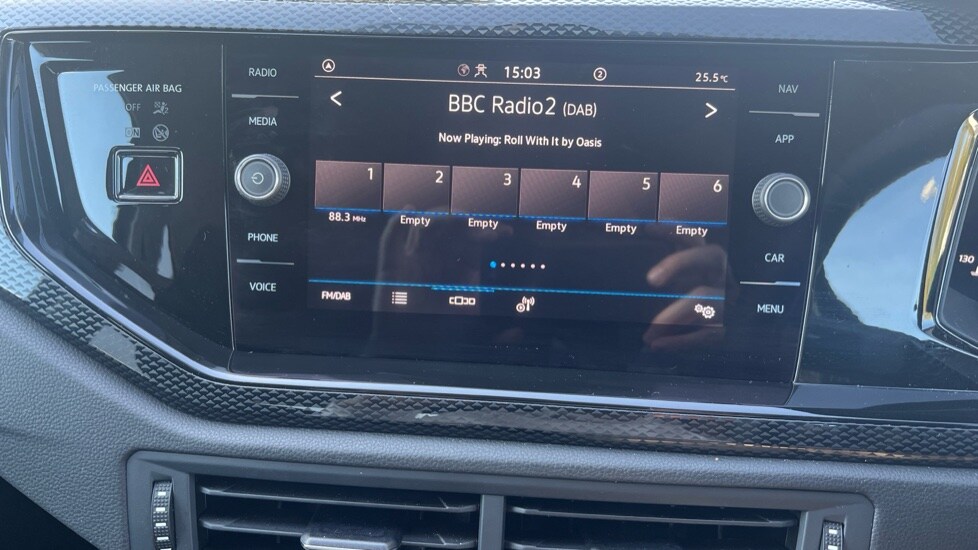 PASSENGER AIR BAG
OFF
ON
RADIO
MEDIA
PHONE
VOICE
15:03
2
25.5°C
< BBC Radio2 (DAB) >
Now Playing: Roll With It by Oasis
1 2 3 4 5 6
88.3 MHz Empty Empty Empty Empty Empty
FM/DAB
NAV
APP
CAR
MENU
130